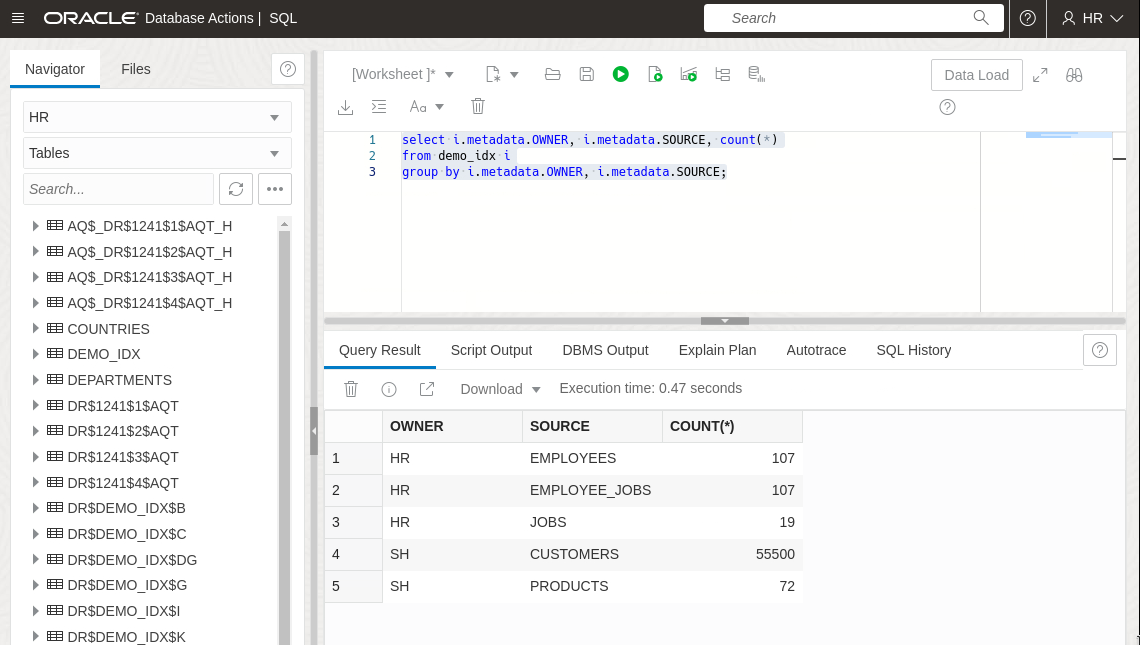 ORACLE Database Actions | SQL
Search
HR
Navigator Files
HR
Tables
Search...
AQ$_DR$1241$1$AQT_H
AQ$_DR$1241$2$AQT_H
AQ$_DR$1241$3$AQT_H
AQ$_DR$1241$4$AQT_H
COUNTRIES
DEMO_IDX
DEPARTMENTS
DR$1241$1$AQT
DR$1241$2$AQT
DR$1241$3$AQT
DR$1241$4$AQT
DR$DEMO_IDX$B
DR$DEMO_IDX$C
DR$DEMO_IDX$DG
DR$DEMO_IDX$G
DR$DEMO_IDX$I
DR$DEMO_IDX$K
[Worksheet ]*
Data Load
Aa
1 select i.metadata.OWNER, i.metadata.SOURCE, count(*)
2 from demo_idx i
3 group by i.metadata.OWNER, i.metadata.SOURCE;
Query Result Script Output DBMS Output Explain Plan Autotrace SQL History
Download Execution time: 0.47 seconds
OWNER SOURCE COUNT(*)
1 HR EMPLOYEES 107
2 HR EMPLOYEE_JOBS 107
3 HR JOBS 19
4 SH CUSTOMERS 55500
5 SH PRODUCTS 72